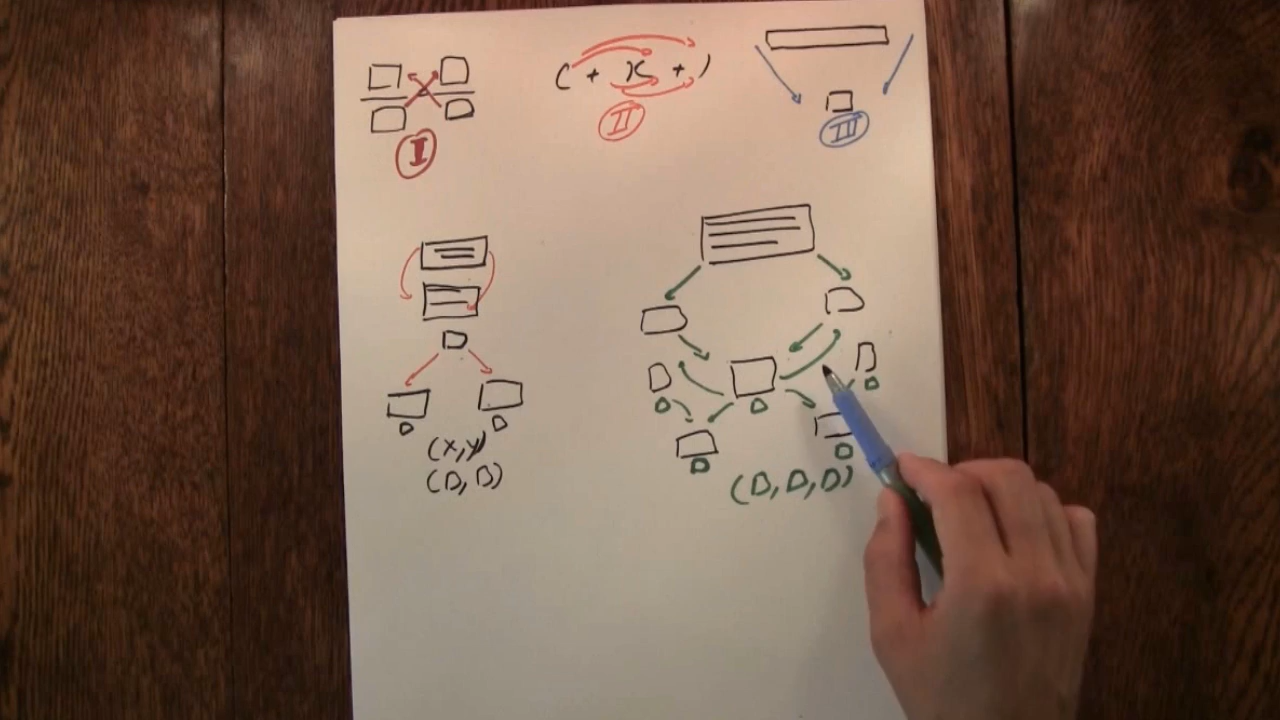 ( + x + )
I
II
III
(x, y)
(D, D)
(D, D, D)